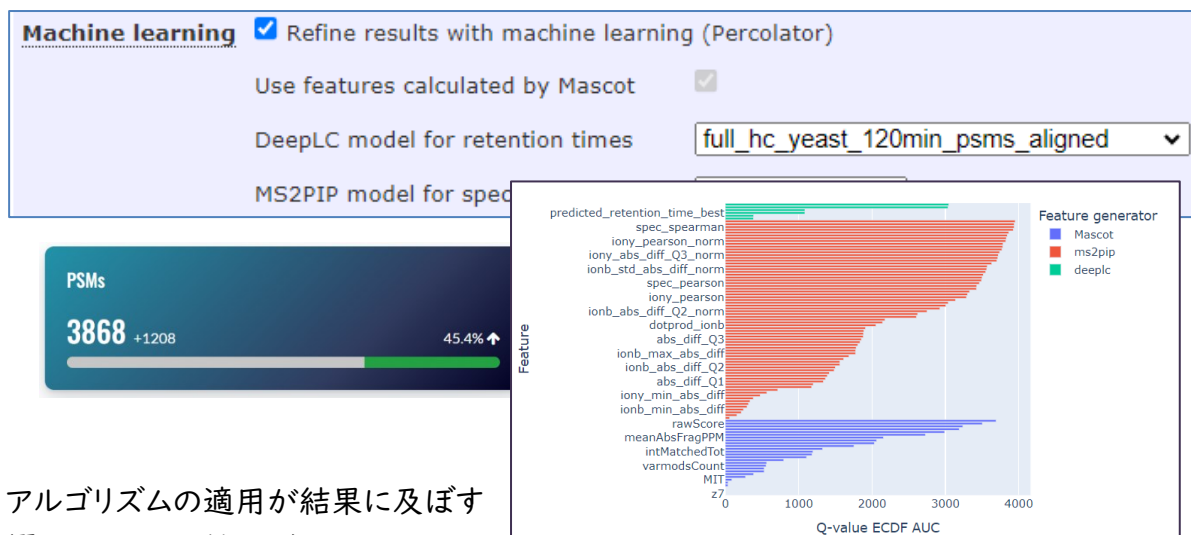 Machine learning Refine results with machine learning (Percolator)
Use features calculated by Mascot
DeepLC model for retention times full_hc_yeast_120min_psms_aligned
MS2PIP model for spec
PSMs
3868 +1208 45.4%
Feature
predicted_retention_time_best
spec_spearman
iony_pearson_norm
iony_abs_diff_Q3_norm
ionb_std_abs_diff_norm
spec_pearson
iony_pearson
ionb_abs_diff_Q2_norm
dotprod_ionb
abs_diff_Q3
ionb_max_abs_diff
ionb_abs_diff_Q2
abs_diff_Q1
iony_min_abs_diff
ionb_min_abs_diff
rawScore
meanAbsFragPPM
intMatchedTot
varmodsCount
MIT
z7
0 1000 2000 3000 4000
Q-value ECDF AUC
Feature generator
Mascot
ms2pip
deeplc
アルゴリズムの適用が結果に及ぼす